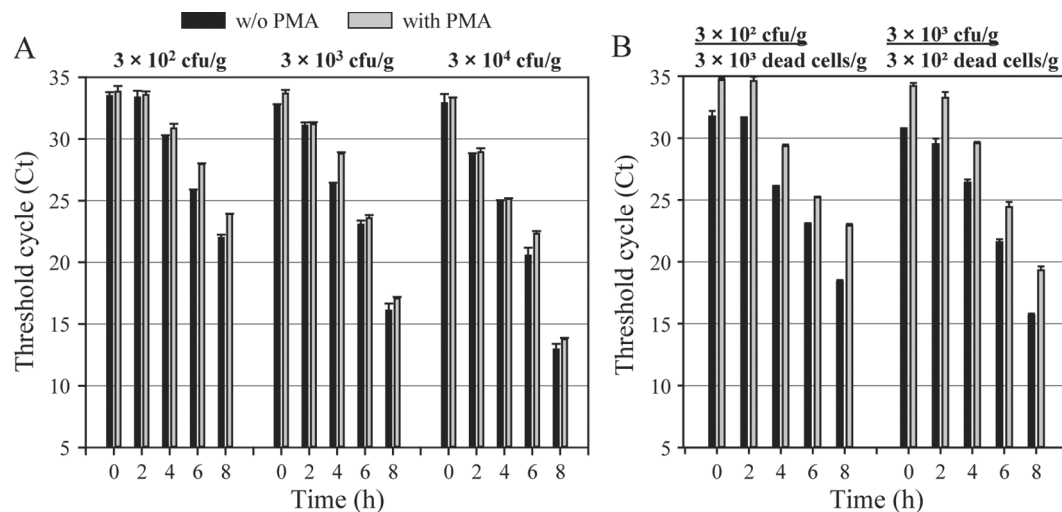 w/o PMA with PMA
A
3 × 10² cfu/g 3 × 10³ cfu/g 3 × 10⁴ cfu/g
Threshold cycle (Ct)
35
30
25
20
15
10
5
0 2 4 6 8 0 2 4 6 8 0 2 4 6 8
Time (h)
B
3 × 10² cfu/g 3 × 10³ cfu/g
3 × 10³ dead cells/g 3 × 10² dead cells/g
Threshold cycle (Ct)
35
30
25
20
15
10
5
0 2 4 6 8 0 2 4 6 8
Time (h)